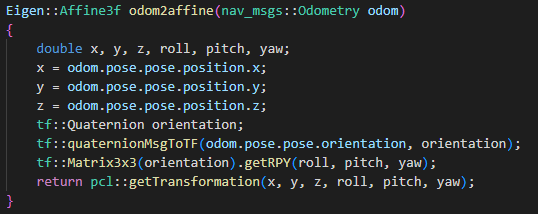 Eigen::Affine3f odom2affine(nav_msgs::Odometry odom)
{
    double x, y, z, roll, pitch, yaw;
    x = odom.pose.pose.position.x;
    y = odom.pose.pose.position.y;
    z = odom.pose.pose.position.z;
    tf::Quaternion orientation;
    tf::quaternionMsgToTF(odom.pose.pose.orientation, orientation);
    tf::Matrix3x3(orientation).getRPY(roll, pitch, yaw);
    return pcl::getTransformation(x, y, z, roll, pitch, yaw);
}